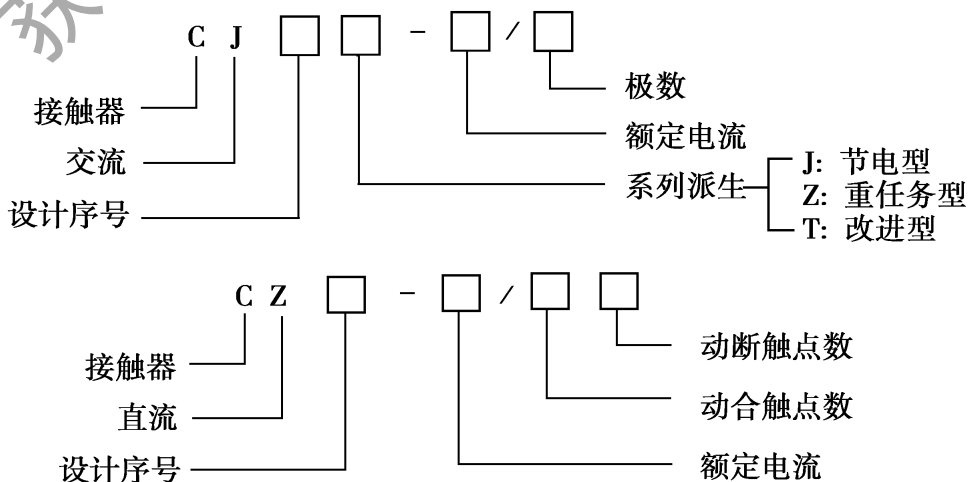 C J □ □ - □ / □
接触器
极数
交流
额定电流
设计序号
系列派生
J: 节电型
Z: 重任务型
T: 改进型
C Z □ - □ / □ □
接触器
动断触点数
直流
动合触点数
设计序号
额定电流